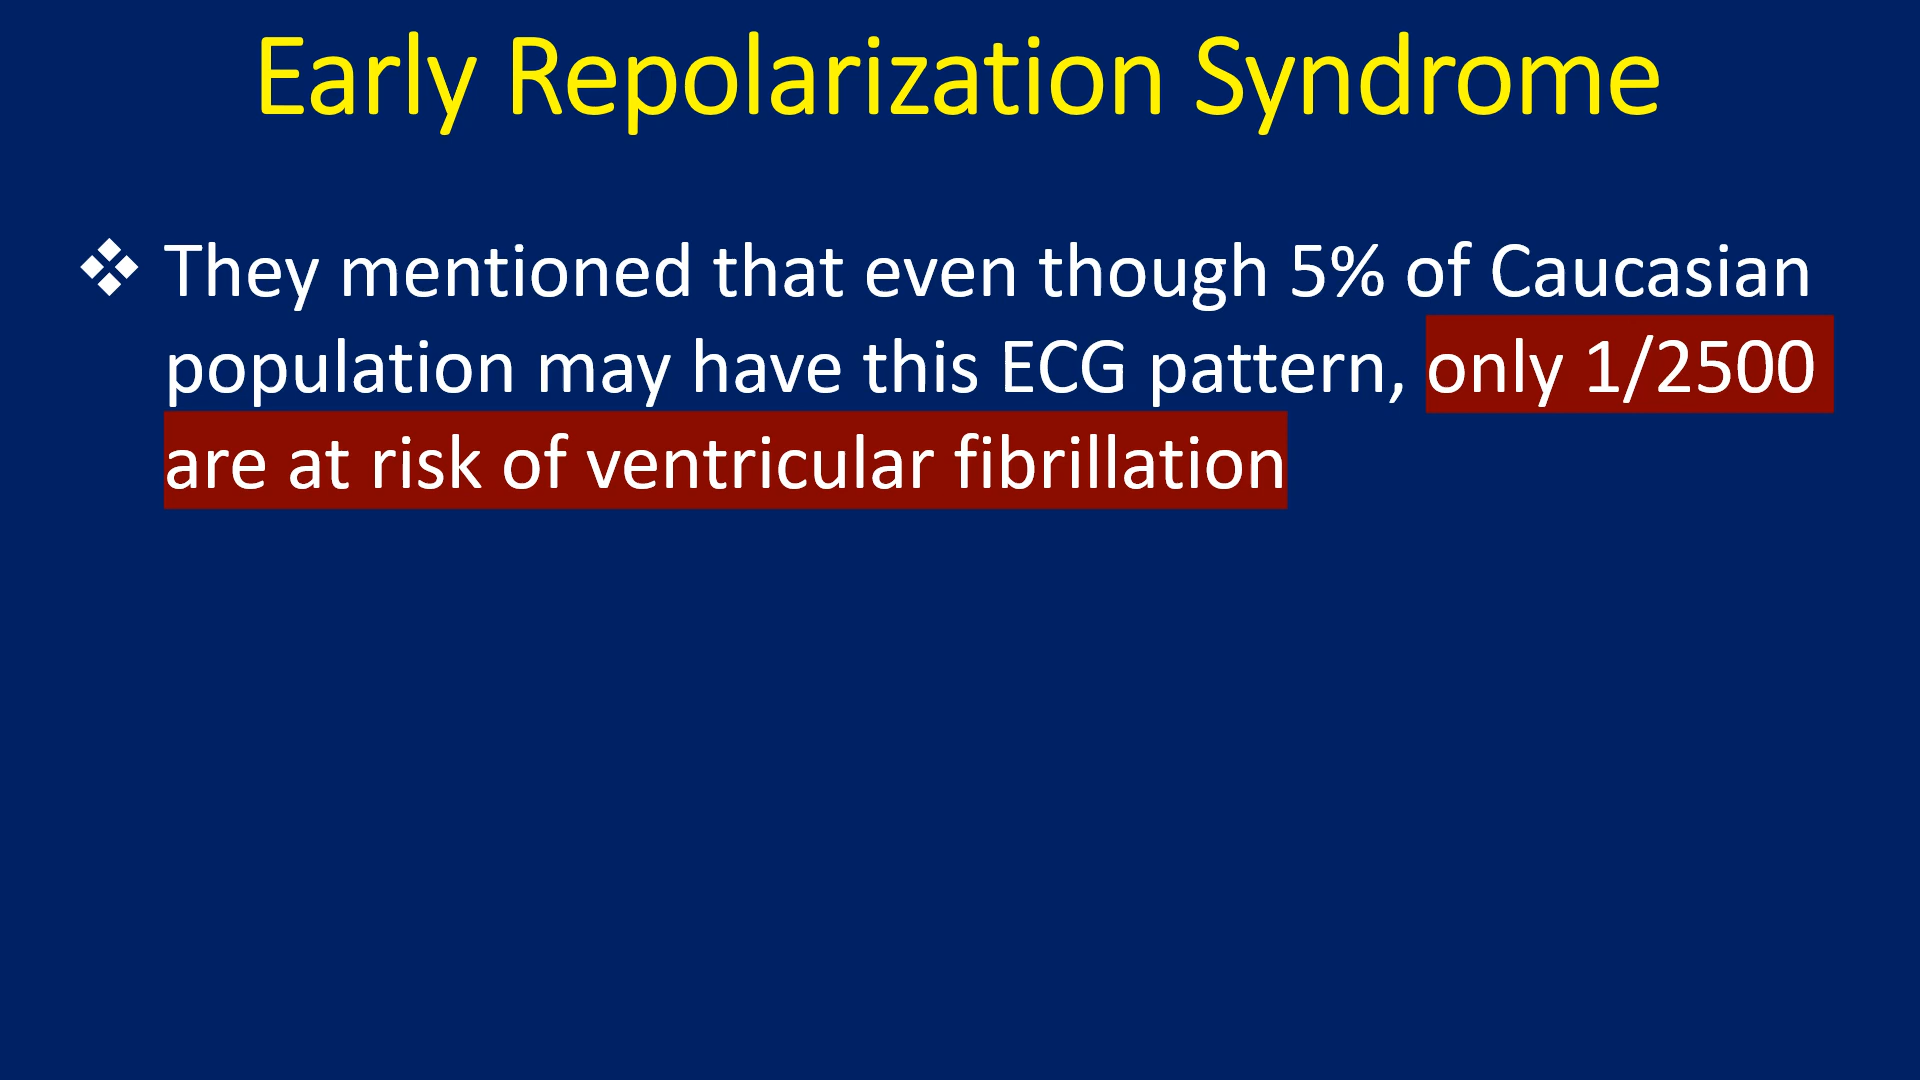 Early Repolarization Syndrome
❖ They mentioned that even though 5% of Caucasian
population may have this ECG pattern, only 1/2500
are at risk of ventricular fibrillation